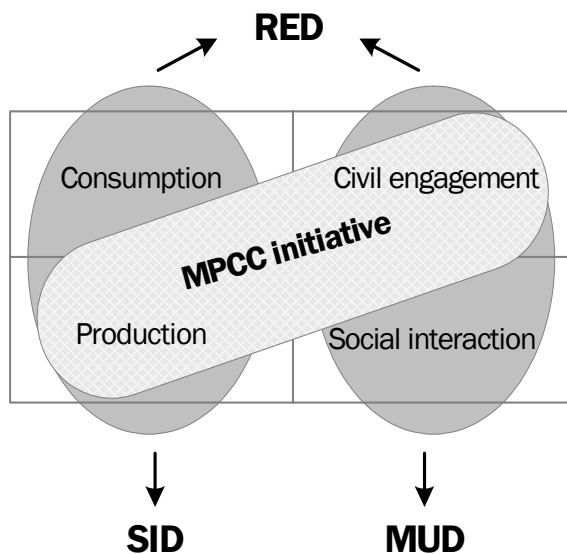 RED
Consumption
Civil engagement
MPCC initiative
Production
Social interaction
SID
MUD